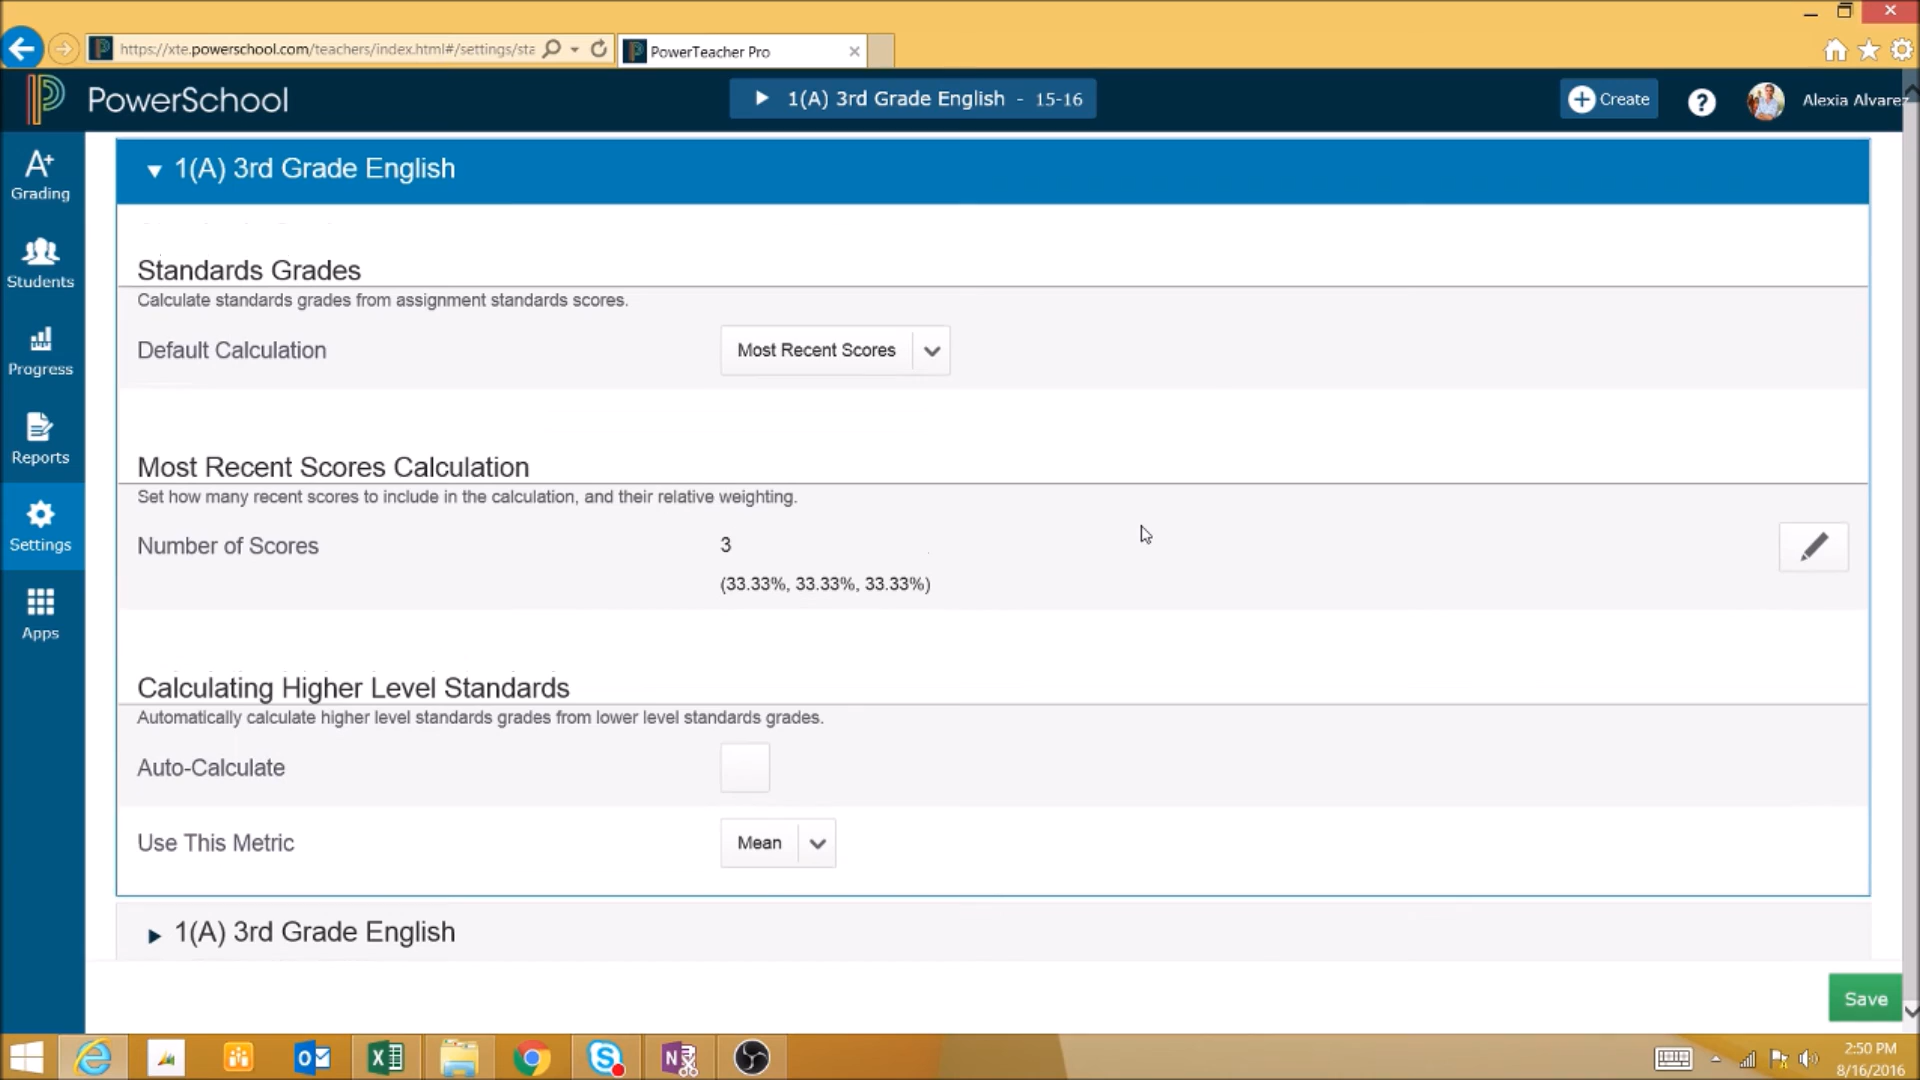 https://xte.powerschool.com/teachers/index.html#/settings/sta
PowerTeacher Pro
PowerSchool
1(A) 3rd Grade English - 15-16
Create
?
Alexia Alvarez
A+
Grading
Students
Progress
Reports
Settings
Apps
1(A) 3rd Grade English
Standards Grades
Calculate standards grades from assignment standards scores.
Default Calculation
Most Recent Scores
Most Recent Scores Calculation
Set how many recent scores to include in the calculation, and their relative weighting.
Number of Scores
3
(33.33%, 33.33%, 33.33%)
Calculating Higher Level Standards
Automatically calculate higher level standards grades from lower level standards grades.
Auto-Calculate
Use This Metric
Mean
1(A) 3rd Grade English
Save
2:50 PM
8/16/2016